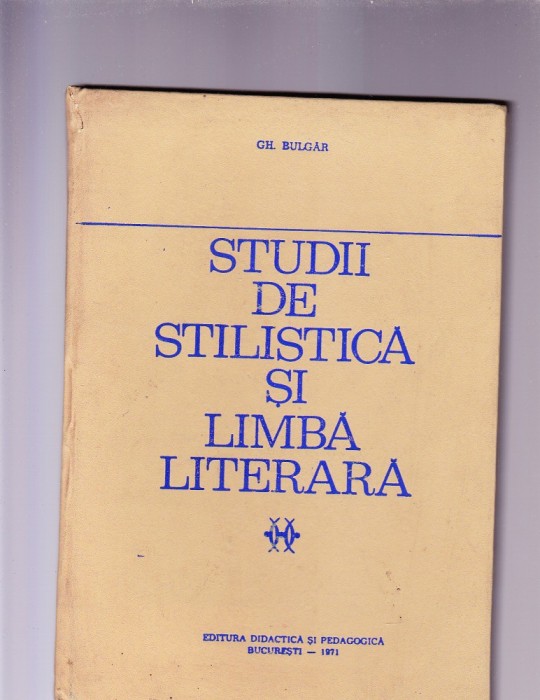 GH. BULGĂR
STUDII
DE
STILISTICĂ
ȘI
LIMBĂ
LITERARĂ
EDITURA DIDACTICĂ ȘI PEDAGOGICĂ
BUCUREȘTI — 1971